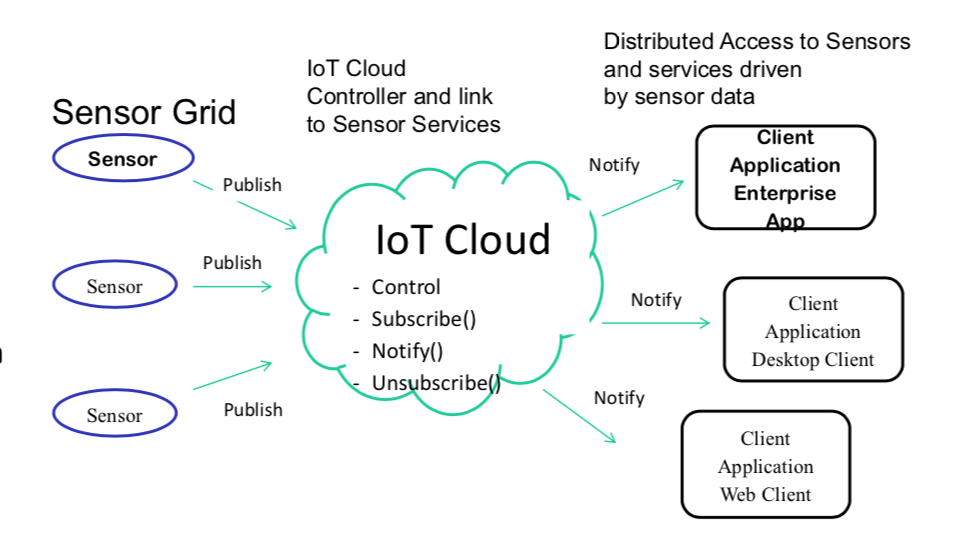 Sensor Grid
Sensor
Sensor
Sensor
Publish
Publish
Publish
IoT Cloud
Controller and link
to Sensor Services
IoT Cloud
- Control
- Subscribe()
- Notify()
- Unsubscribe()
Distributed Access to Sensors
and services driven
by sensor data
Notify
Notify
Notify
Client
Application
Enterprise
App
Client
Application
Desktop Client
Client
Application
Web Client